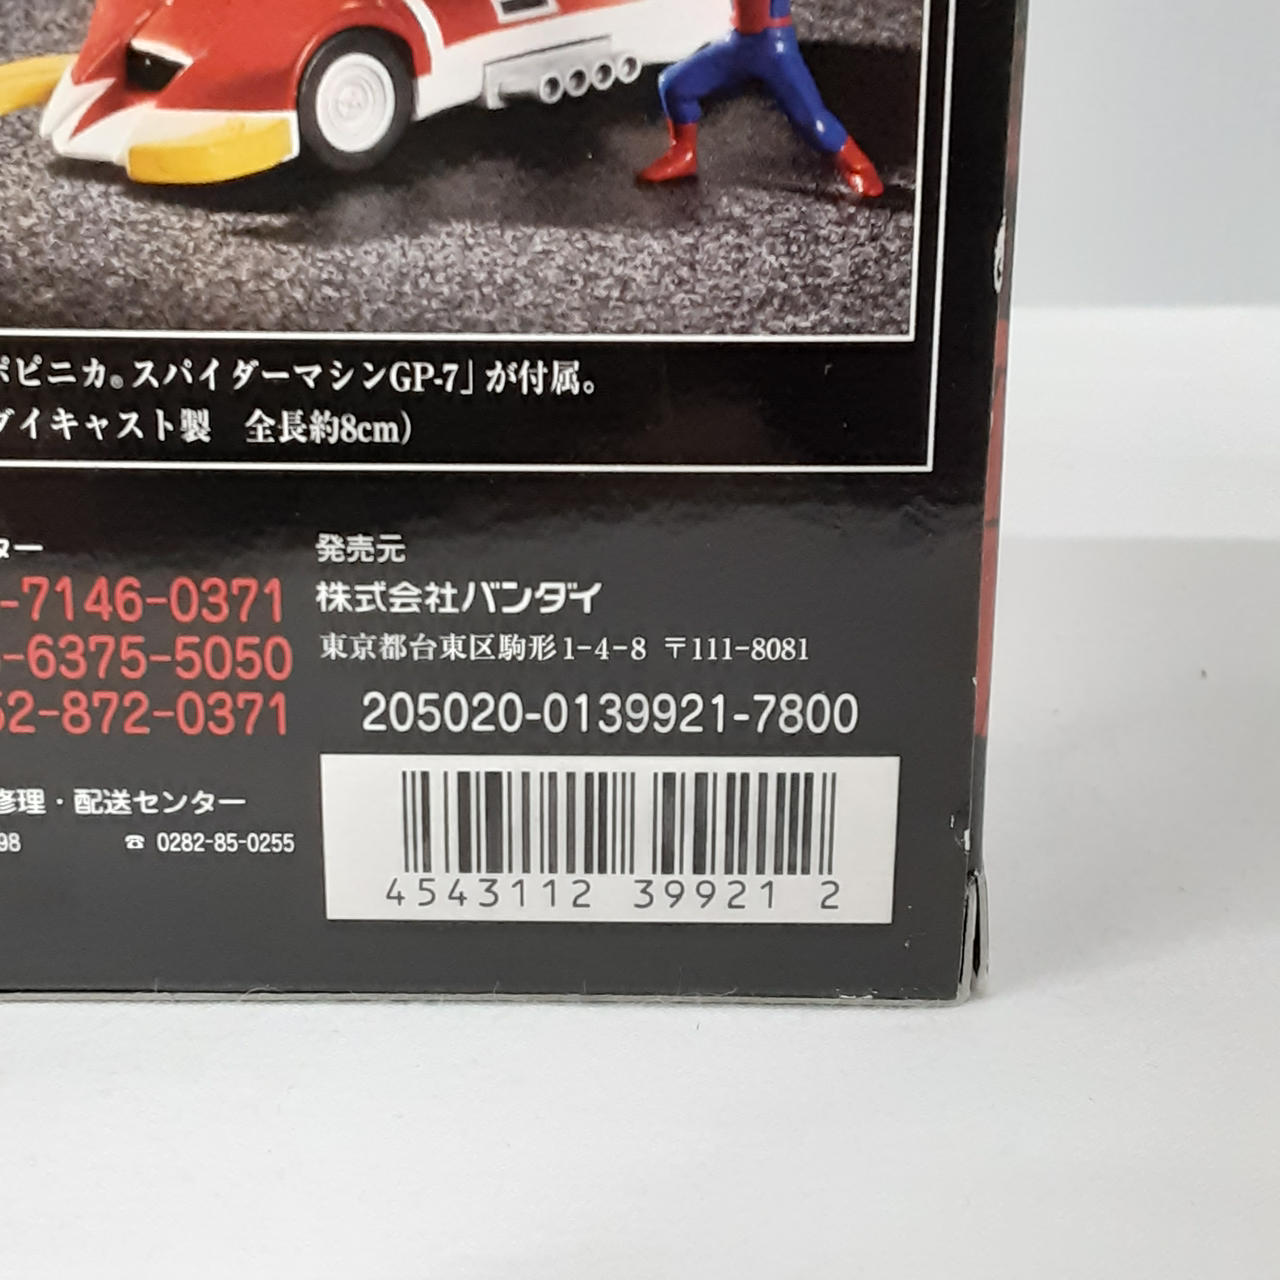 ポピニカ®スパイダーマシンGP-7」が付属。
ダイキャスト製　全長約8cm)
ター
-7146-0371
-6375-5050
52-872-0371
修理・配送センター
98
☎ 0282-85-0255
発売元
株式会社バンダイ
東京都台東区駒形1-4-8 〒111-8081
205020-0139921-7800
4543112 39921 2